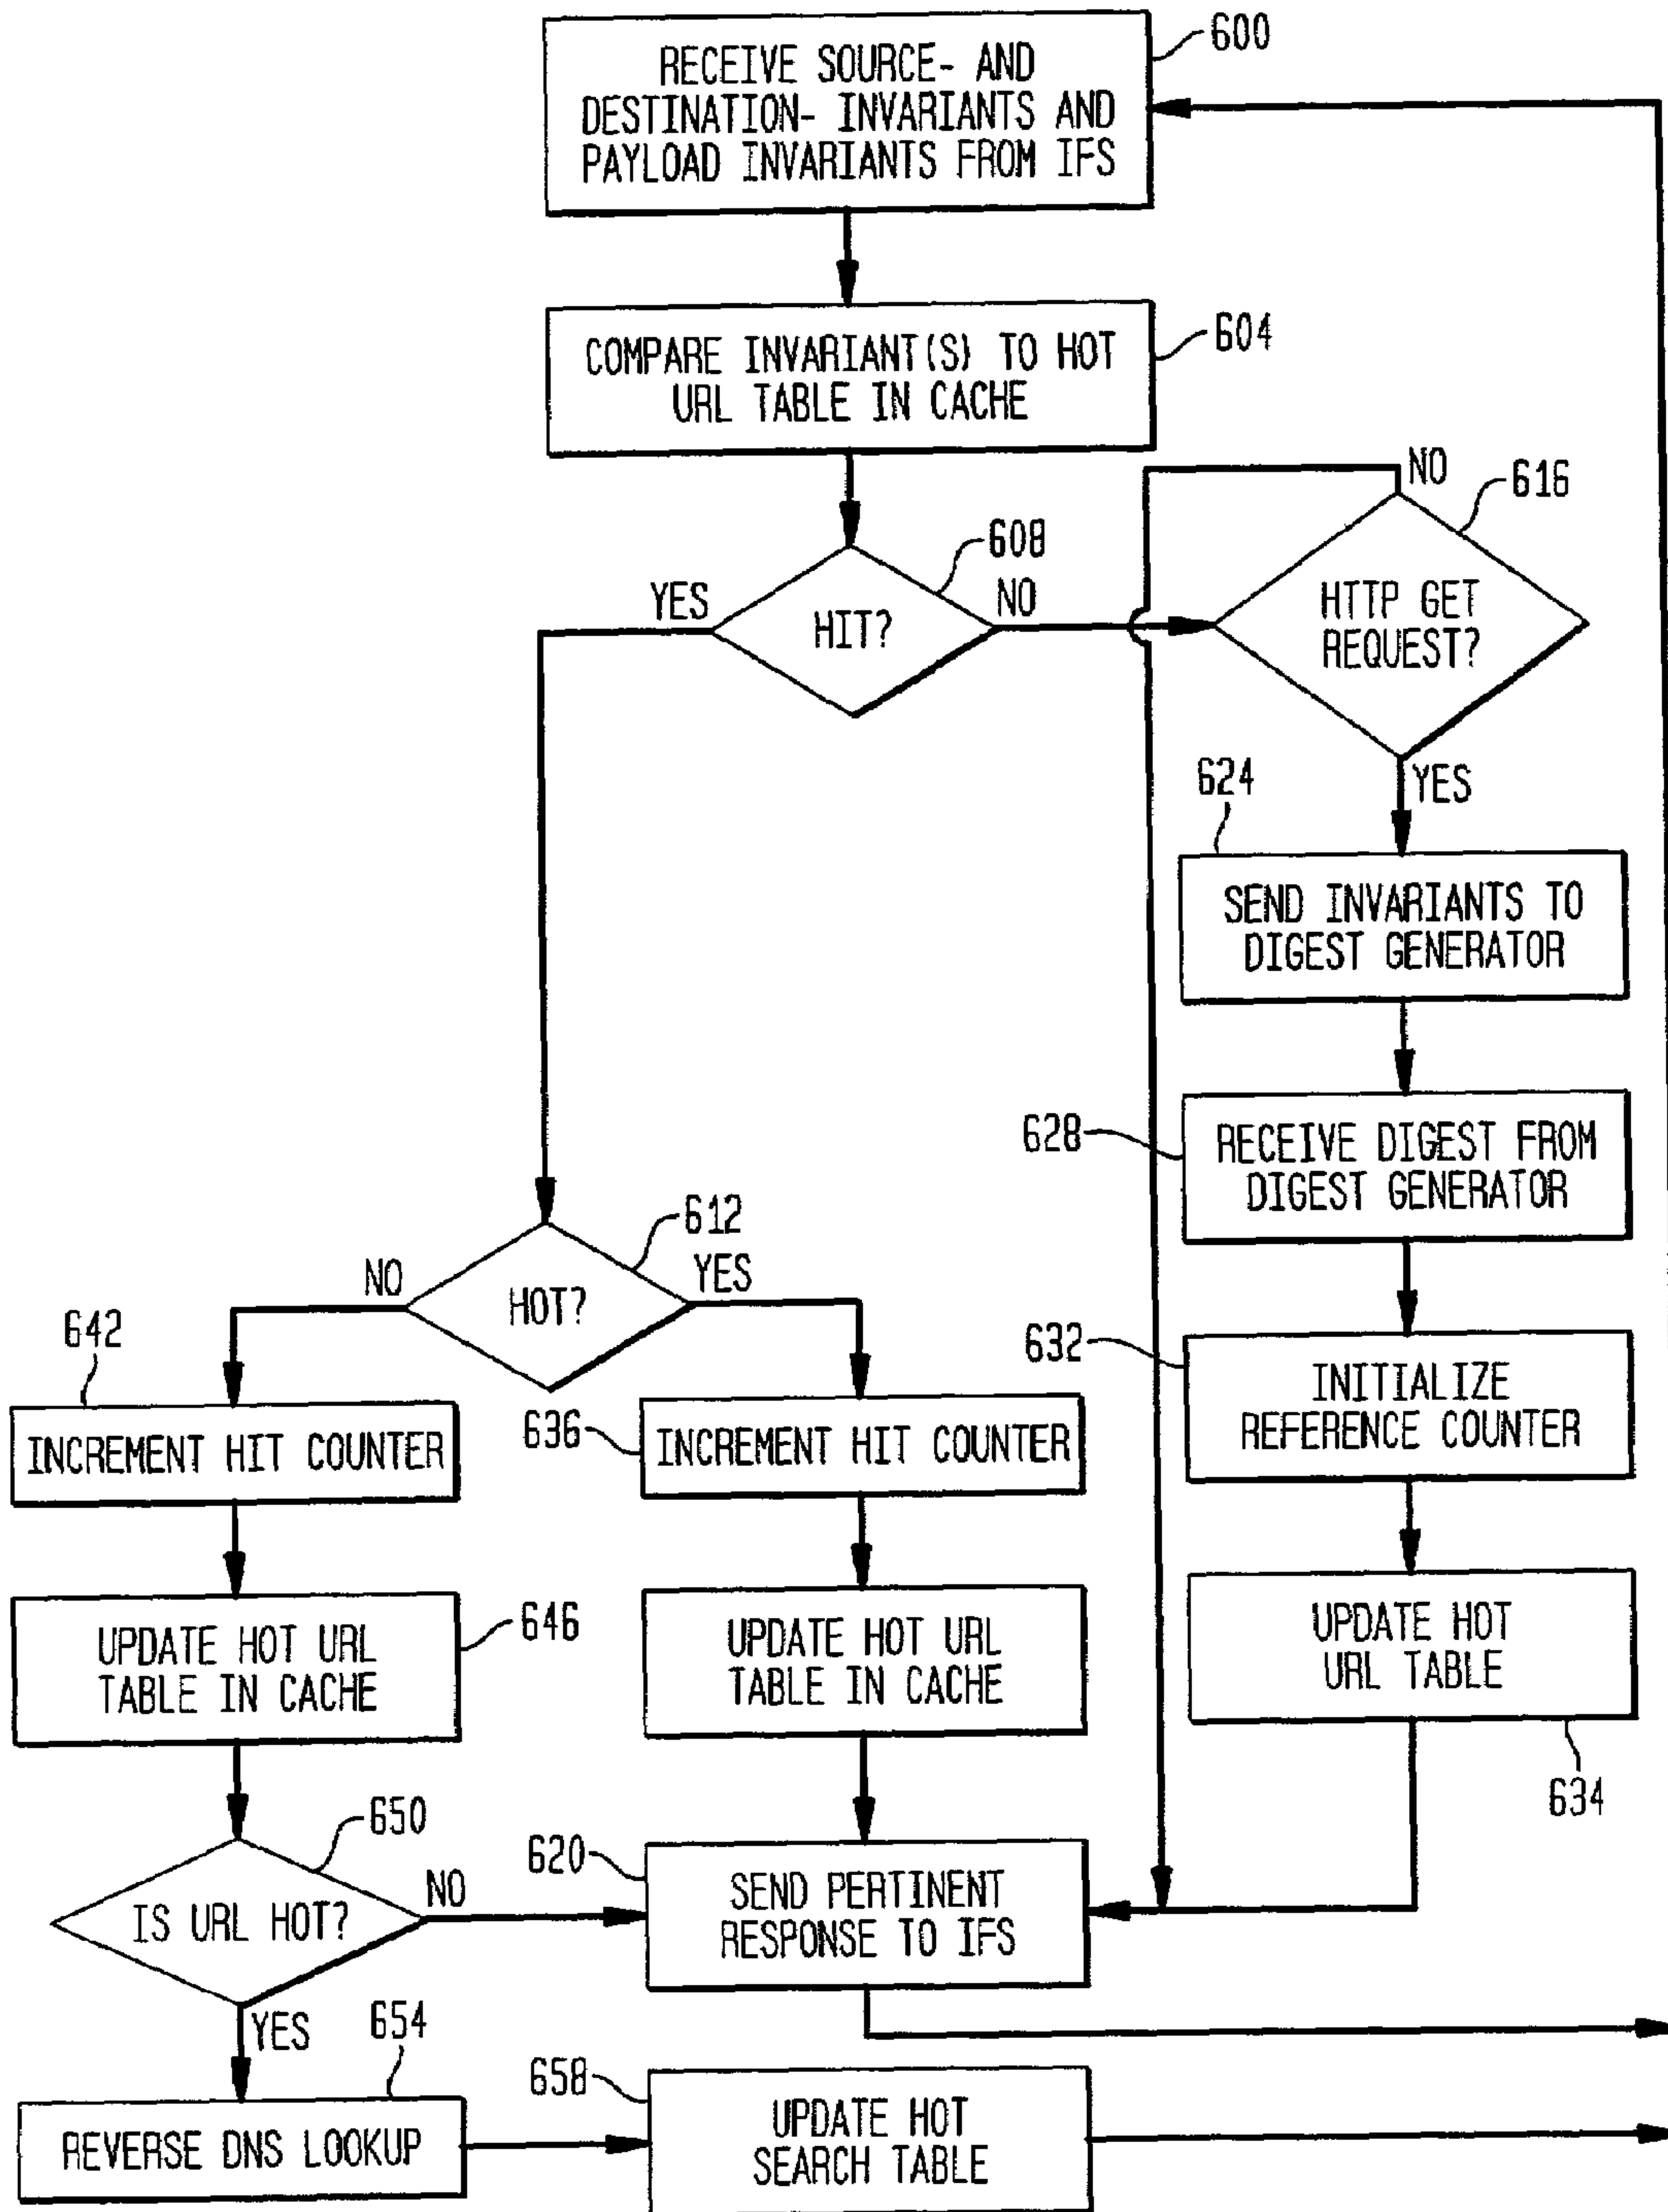 600
RECEIVE SOURCE- AND
DESTINATION- INVARIANTS AND
PAYLOAD INVARIANTS FROM IFS
604
COMPARE INVARIANT(S) TO HOT
URL TABLE IN CACHE
NO
616
608
YES
HIT?
NO
HTTP GET
REQUEST?
YES
624
SEND INVARIANTS TO
DIGEST GENERATOR
628
RECEIVE DIGEST FROM
DIGEST GENERATOR
612
NO
HOT?
YES
642
632
INITIALIZE
REFERENCE COUNTER
INCREMENT HIT COUNTER
636
INCREMENT HIT COUNTER
UPDATE HOT URL
TABLE IN CACHE
646
UPDATE HOT URL
TABLE IN CACHE
UPDATE HOT
URL TABLE
634
650
IS URL HOT?
NO
620
SEND PERTINENT
RESPONSE TO IFS
YES
654
REVERSE DNS LOOKUP
658
UPDATE HOT
SEARCH TABLE